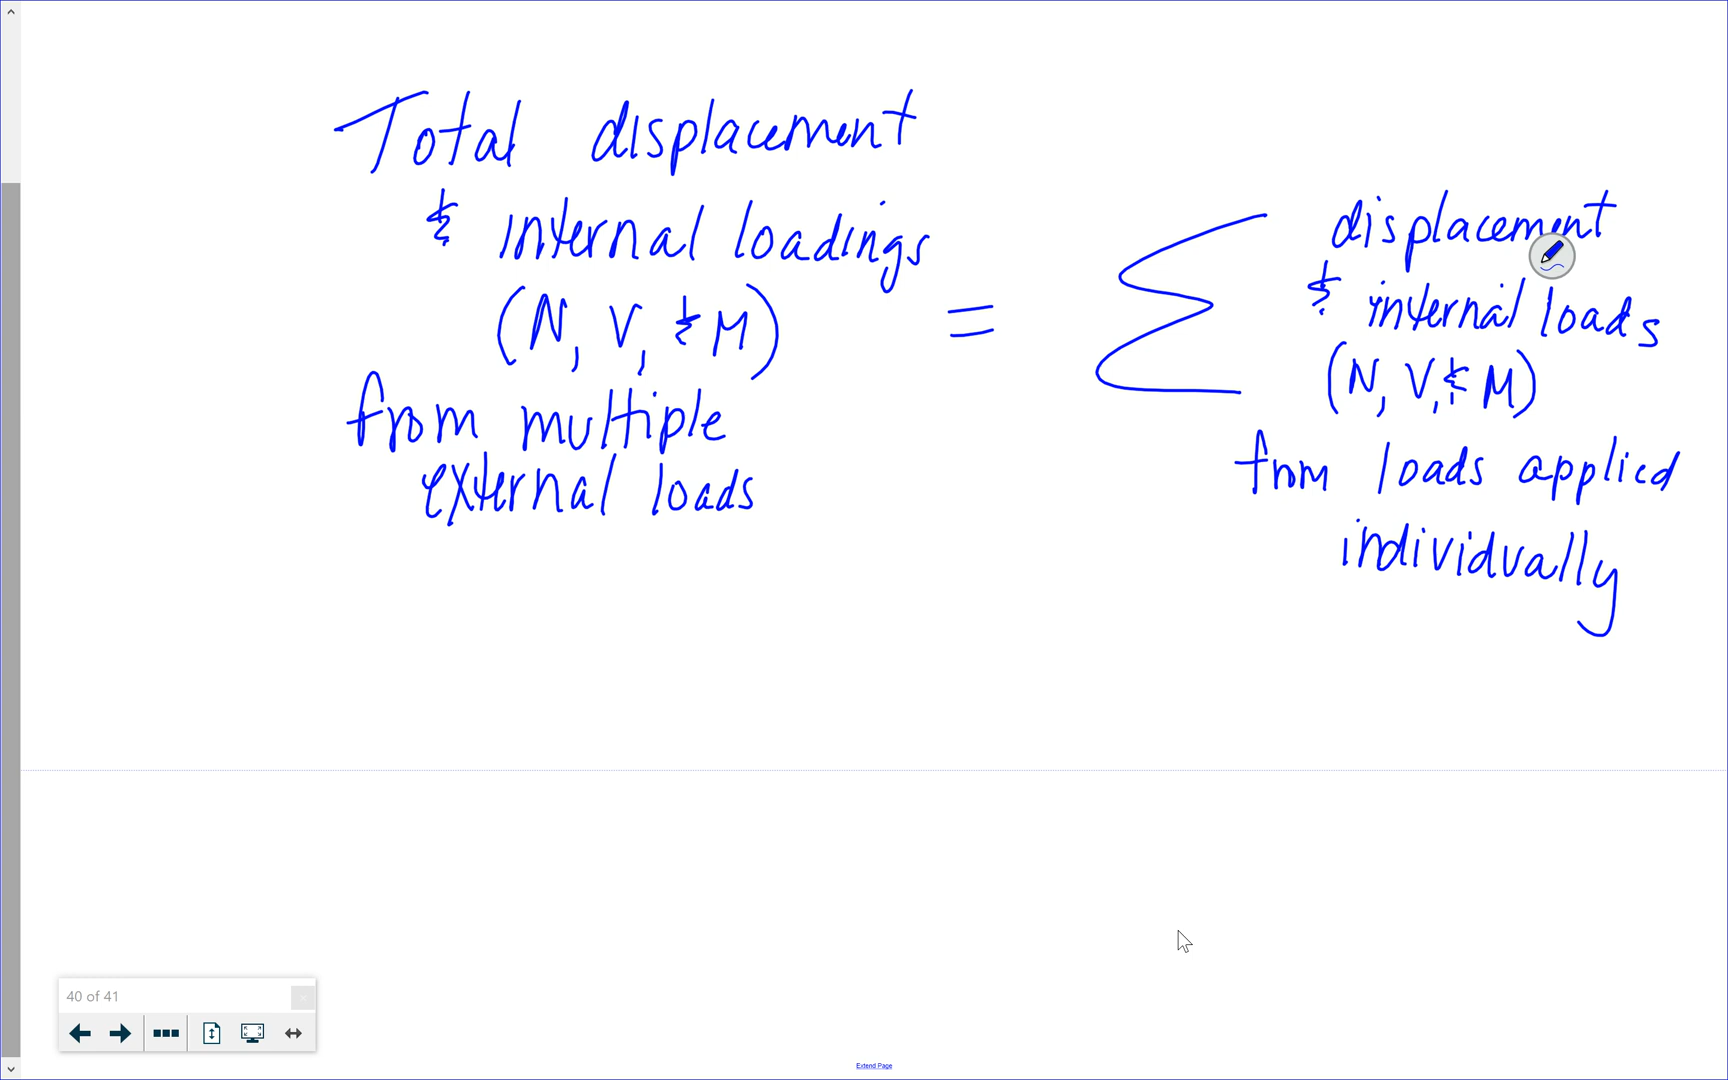 Total displacement
& internal loadings
(N, V, & M)
from multiple
external loads
=
Σ
displacement
& internal loads
(N, V, & M)
from loads applied
individually
40 of 41
Extend Page